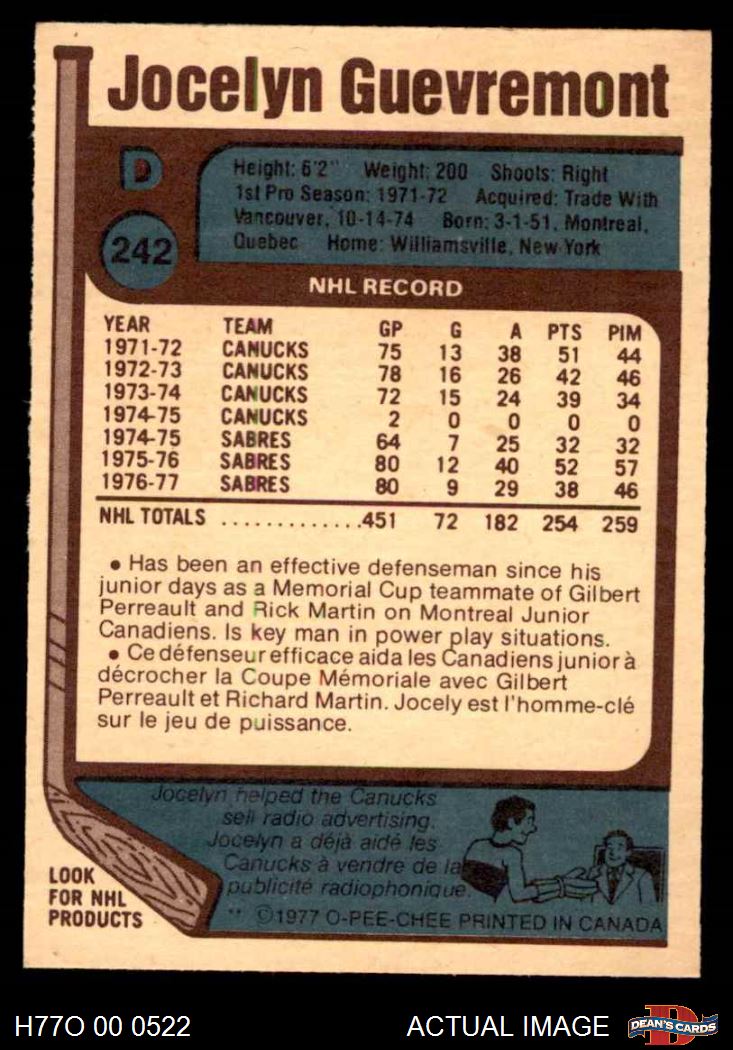 Jocelyn Guevremont
D
242
Height: 6'2" Weight: 200 Shoots: Right
1st Pro Season: 1971-72 Acquired: Trade With
Vancouver, 10-14-74 Born: 3-1-51, Montreal,
Quebec Home: Williamsville, New York
NHL RECORD
YEAR TEAM GP G A PTS PIM
1971-72 CANUCKS 75 13 38 51 44
1972-73 CANUCKS 78 16 26 42 46
1973-74 CANUCKS 72 15 24 39 34
1974-75 CANUCKS 2 0 0 0 0
1974-75 SABRES 64 7 25 32 32
1975-76 SABRES 80 12 40 52 57
1976-77 SABRES 80 9 29 38 46
NHL TOTALS .............451 72 182 254 259
• Has been an effective defenseman since his
junior days as a Memorial Cup teammate of Gilbert
Perreault and Rick Martin on Montreal Junior
Canadiens. Is key man in power play situations.
• Ce défenseur efficace aida les Canadiens junior à
décrocher la Coupe Mémoriale avec Gilbert
Perreault et Richard Martin. Jocely est l'homme-clé
sur le jeu de puissance.
Jocelyn helped the Canucks
sell radio advertising.
Jocelyn a déjà aidé les
Canucks à vendre de la
publicité radiophonique.
LOOK
FOR NHL
PRODUCTS
** ©1977 O-PEE-CHEE PRINTED IN CANADA
H77O 00 0522
ACTUAL IMAGE
D
DEAN'S CARDS